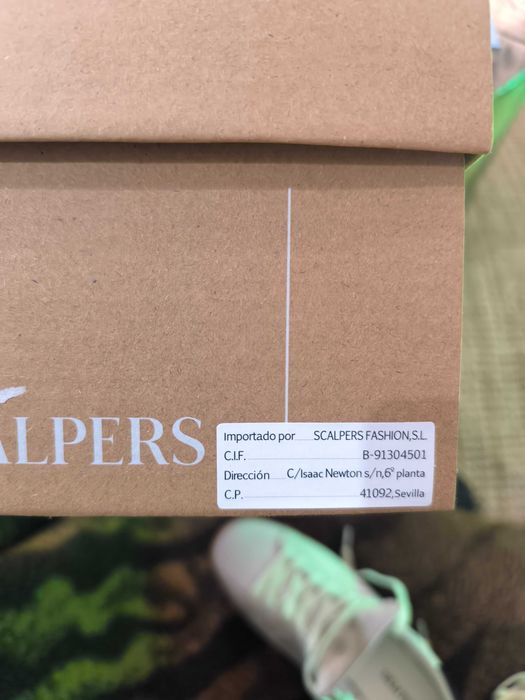 ALPERS
Importado por SCALPERS FASHION,S.L.
C.I.F. B-91304501
Dirección C/Isaac Newton s/n,6º planta
C.P. 41092,Sevilla